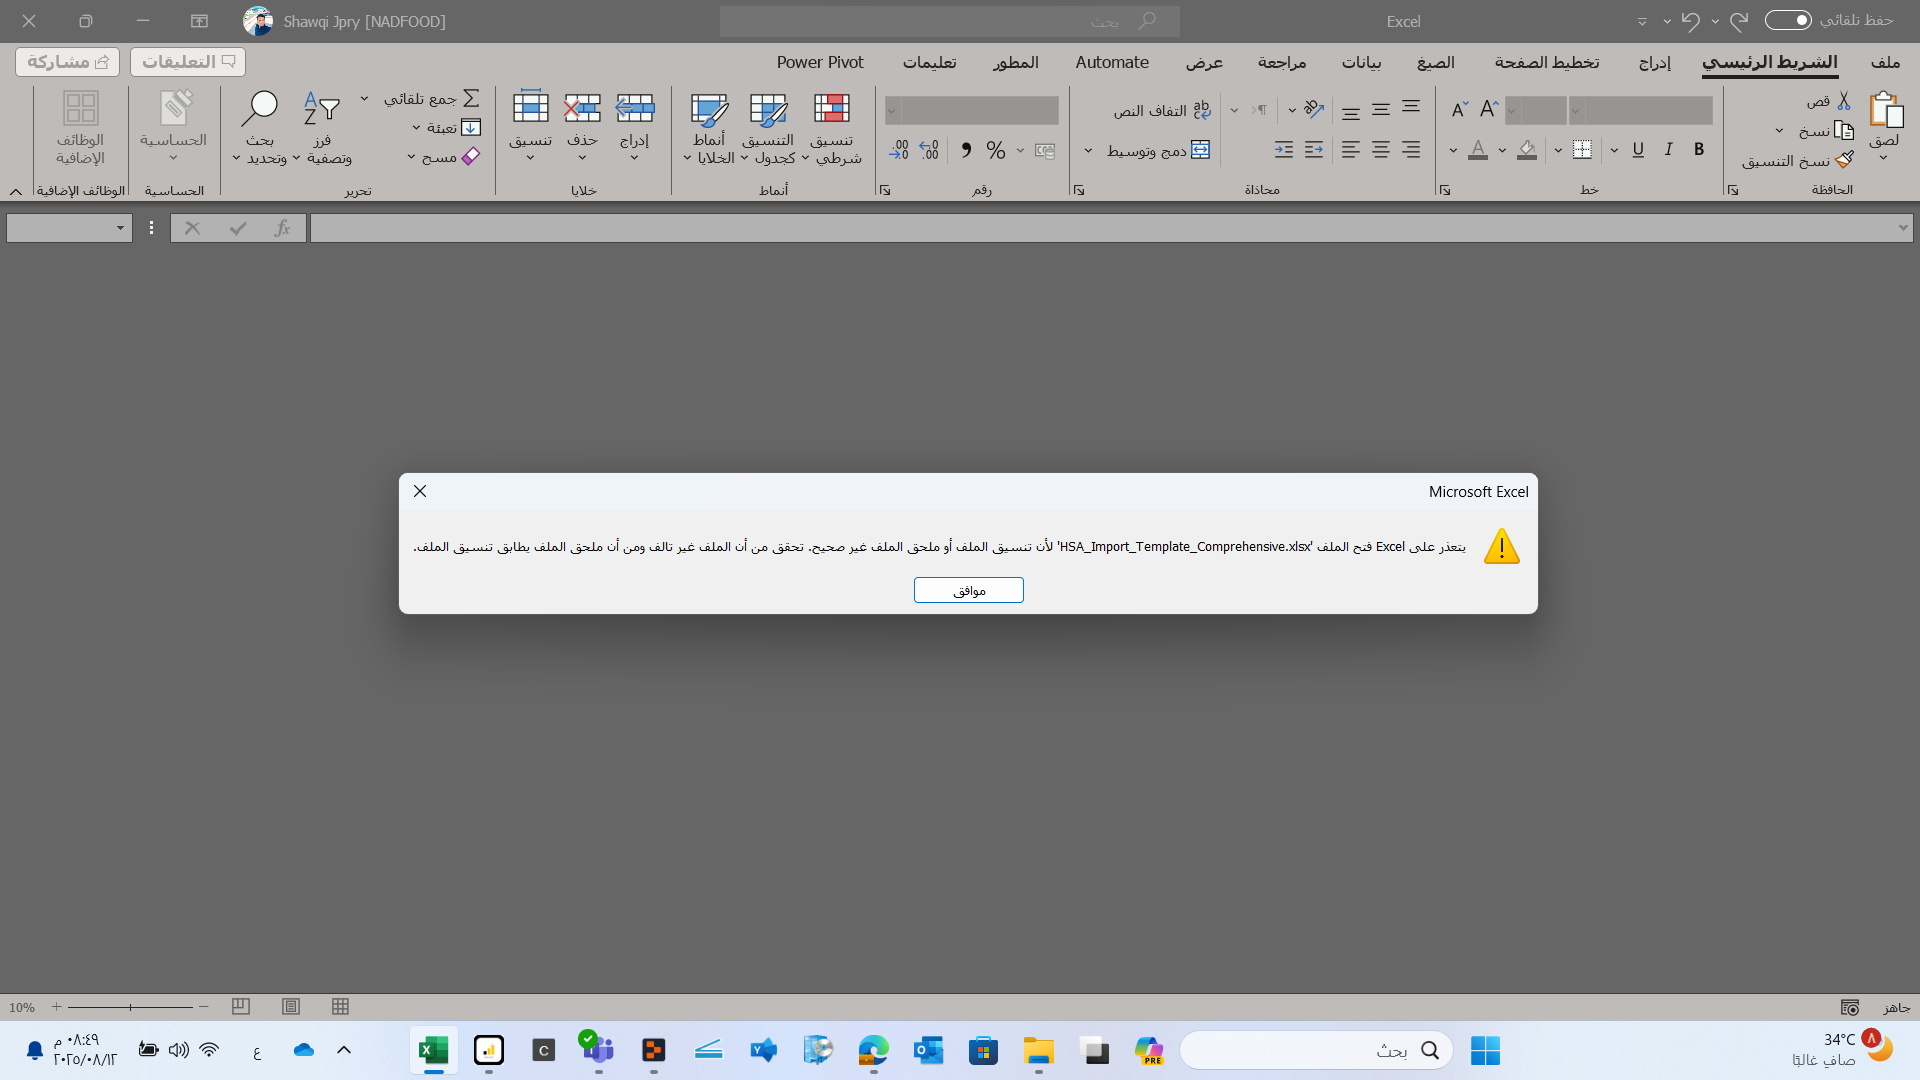 حفظ تلقائي
Excel
بحث
Shawqi Jpry [NADFOOD]
ملف
الشريط الرئيسي
إدراج
تخطيط الصفحة
الصيغ
بيانات
مراجعة
عرض
Automate
المطور
تعليمات
Power Pivot
التعليقات
مشاركة
لصق
قص
نسخ
نسخ التنسيق
الحافظة
B I U
خط
التفاف النص
دمج وتوسيط
محاذاة
رقم
تنسيق شرطي
التنسيق كجدول
أنماط الخلايا
أنماط
إدراج
حذف
تنسيق
خلايا
جمع تلقائي
تعبئة
مسح
فرز وتصفية
بحث وتحديد
تحرير
الحساسية
الحساسية
الوظائف الإضافية
الوظائف الإضافية
fx
Microsoft Excel
يتعذر على Excel فتح الملف 'HSA_Import_Template_Comprehensive.xlsx' لأن تنسيق الملف أو ملحق الملف غير صحيح. تحقق من أن الملف غير تالف ومن أن ملحق الملف يطابق تنسيق الملف.
موافق
جاهز
10%
34°C
صافٍ غالبًا
٨
بحث
PRE
ع
٠٨:٤٩ م
٢٠٢٥/٠٨/١٢